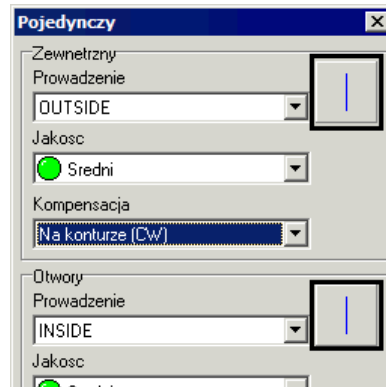 Pojedynczy
Zewnetrzny
Prowadzenie
OUTSIDE
Jakosc
Sredni
Kompensacja
Na konturze (CW)
Otwory
Prowadzenie
INSIDE
Jakosc